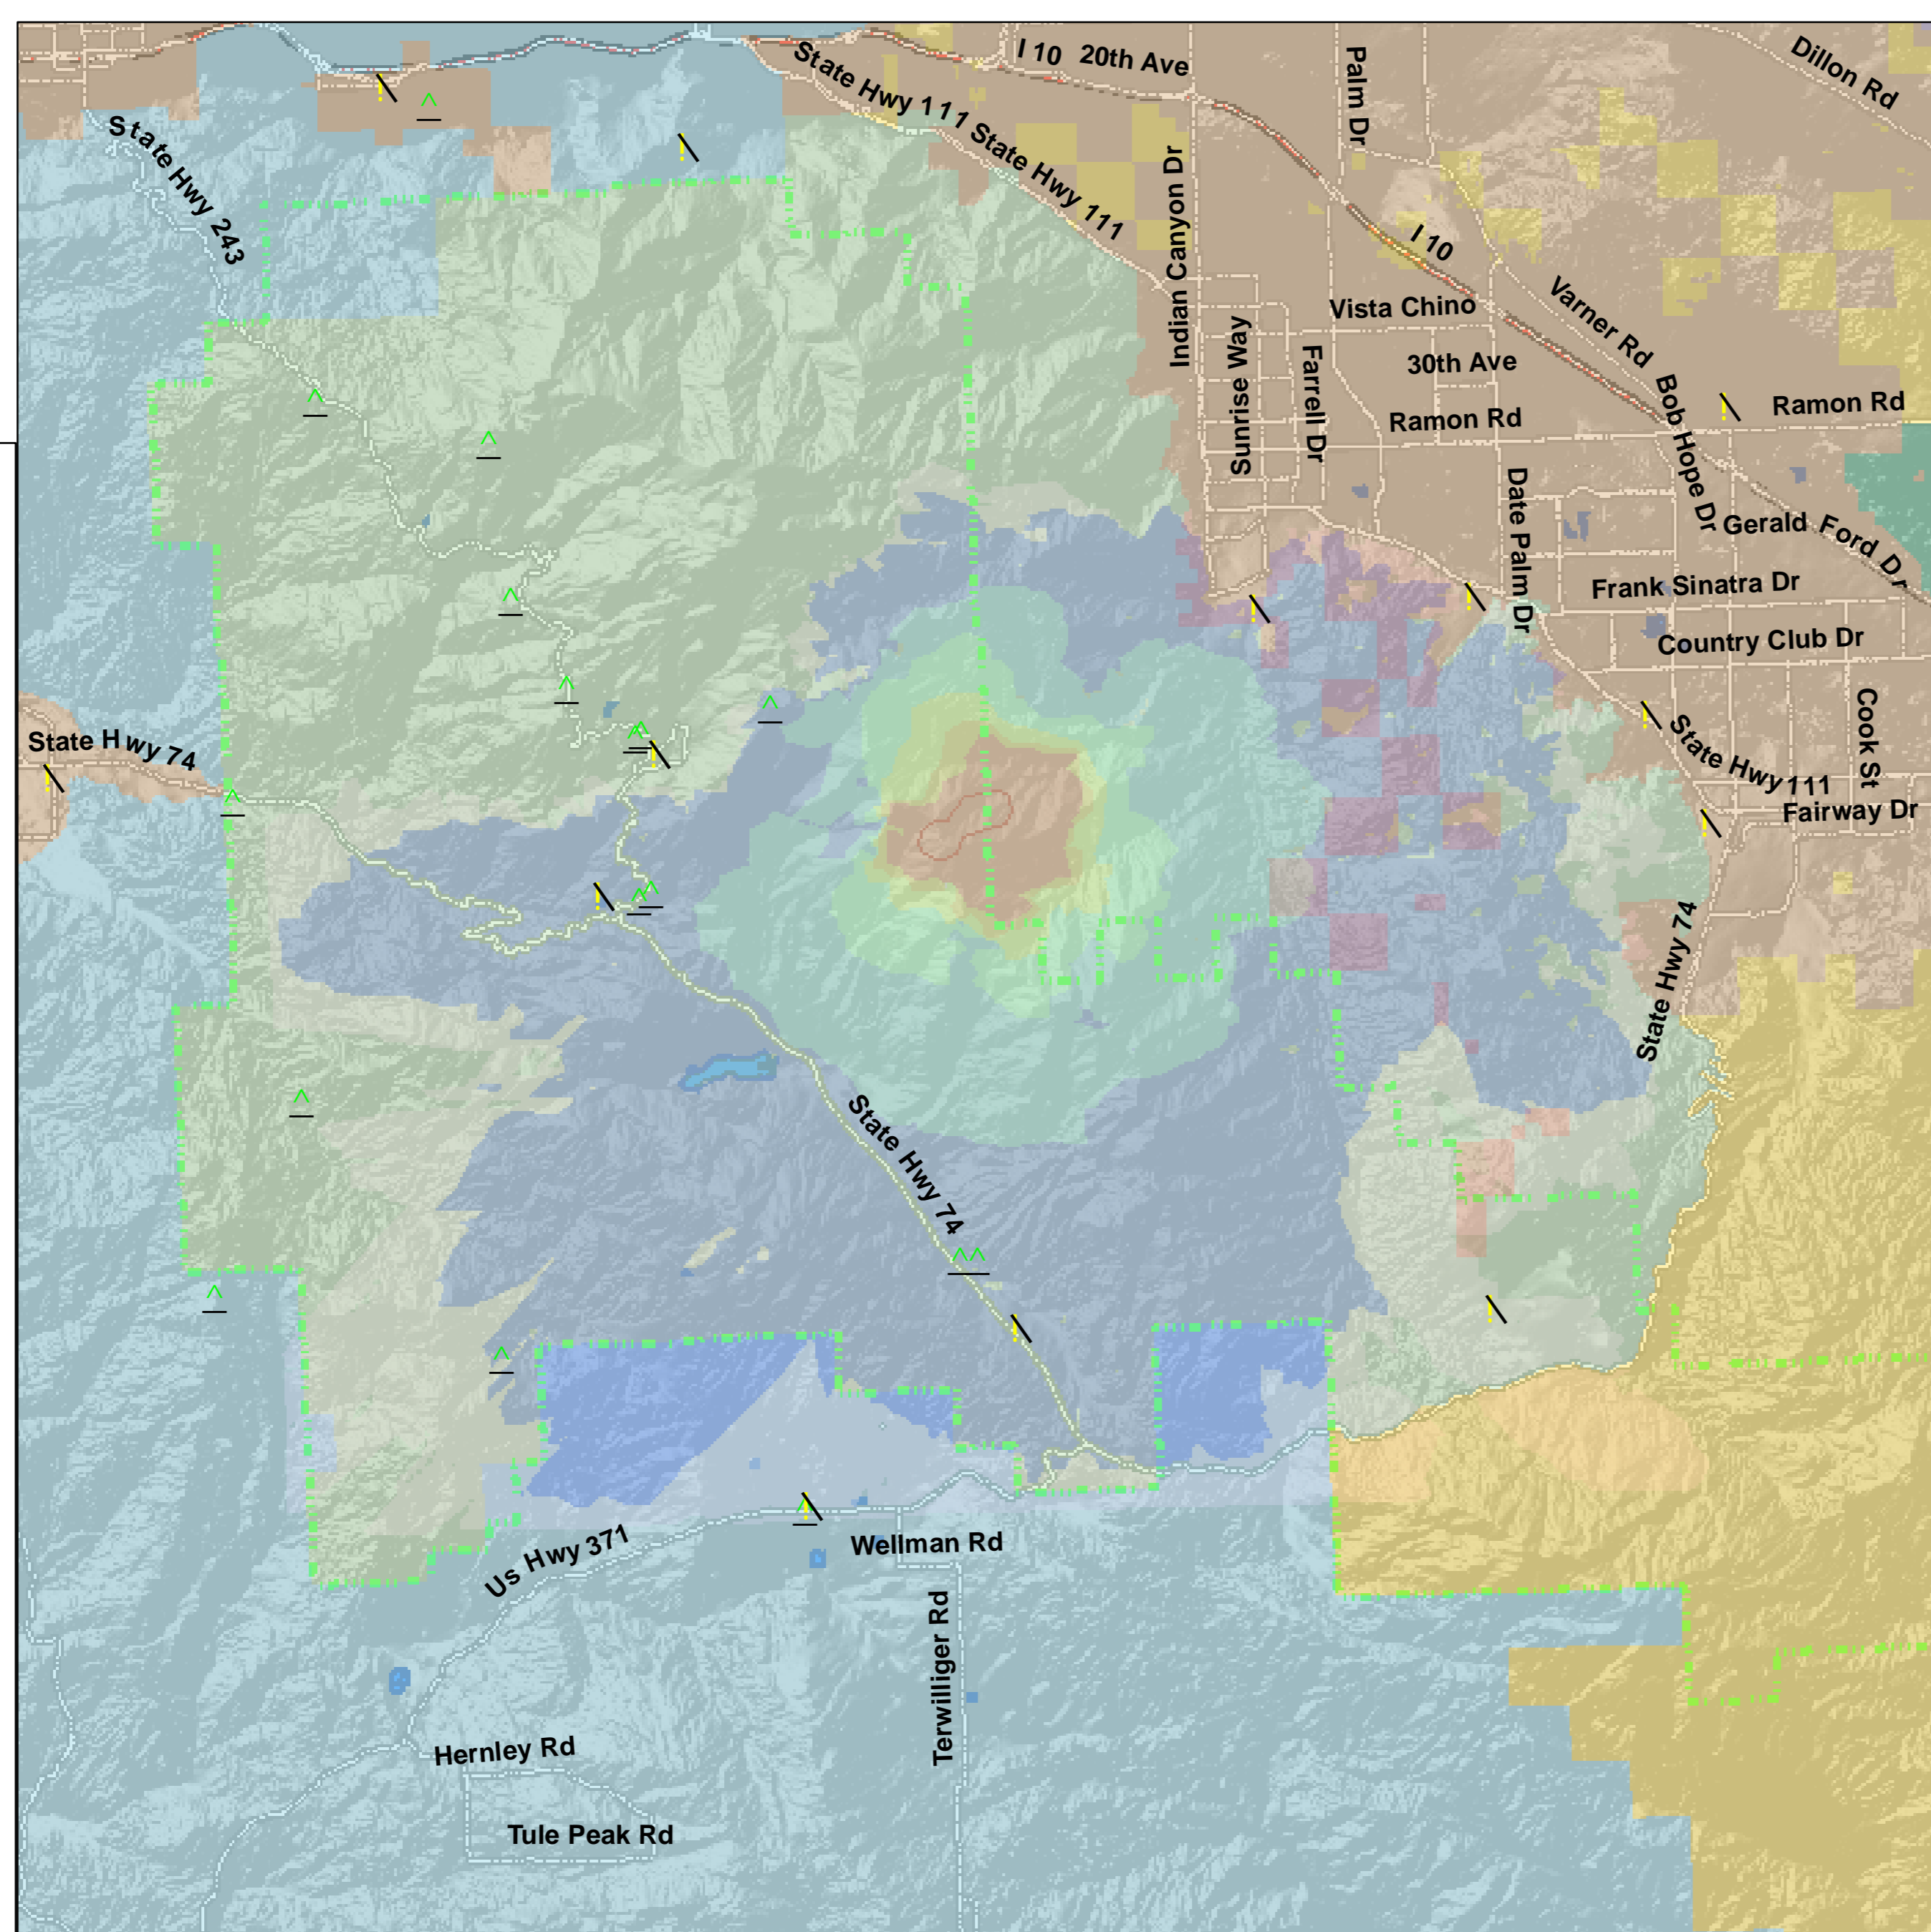 I 10
20th Ave
Palm Dr
Dillon Rd
State Hwy 111
State Hwy 111
State Hwy 243
Indian Canyon Dr
I 10
Vista Chino
Varner Rd
Sunrise Way
Farrell Dr
30th Ave
Ramon Rd
Ramon Rd
Bob Hope Dr
Date Palm Dr
Gerald Ford Dr
Frank Sinatra Dr
Country Club Dr
Cook St
State Hwy 74
State Hwy 111
Fairway Dr
State Hwy 74
State Hwy 74
Us Hwy 371
Wellman Rd
Terwilliger Rd
Hernley Rd
Tule Peak Rd